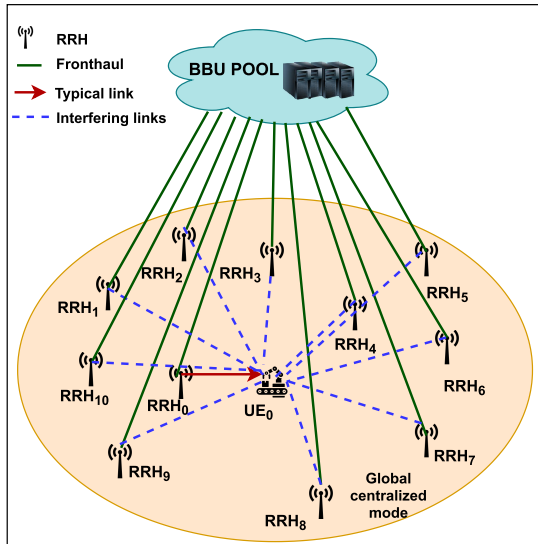 RRH
Fronthaul
Typical link
Interfering links
BBU POOL
RRH2
RRH3
RRH1
RRH5
RRH4
RRH10
RRH0
RRH6
UE0
RRH9
RRH7
RRH8
Global
centralized
mode